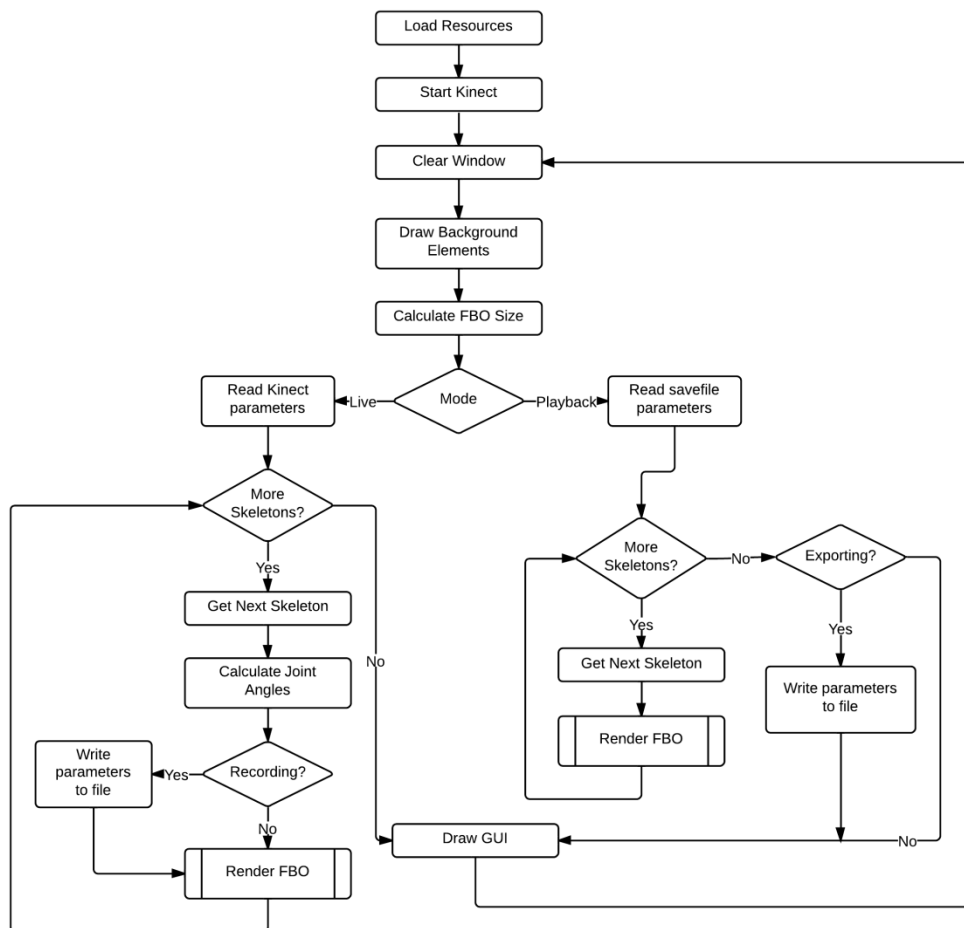 Load Resources
Start Kinect
Clear Window
Draw Background
Elements
Calculate FBO Size
Mode
Live
Playback
Read Kinect
parameters
Read savefile
parameters
More
Skeletons?
Yes
No
Get Next Skeleton
Calculate Joint
Angles
Recording?
Yes
No
Write
parameters
to file
Render FBO
More
Skeletons?
No
Yes
Get Next Skeleton
Render FBO
Exporting?
Yes
No
Write parameters
to file
Draw GUI